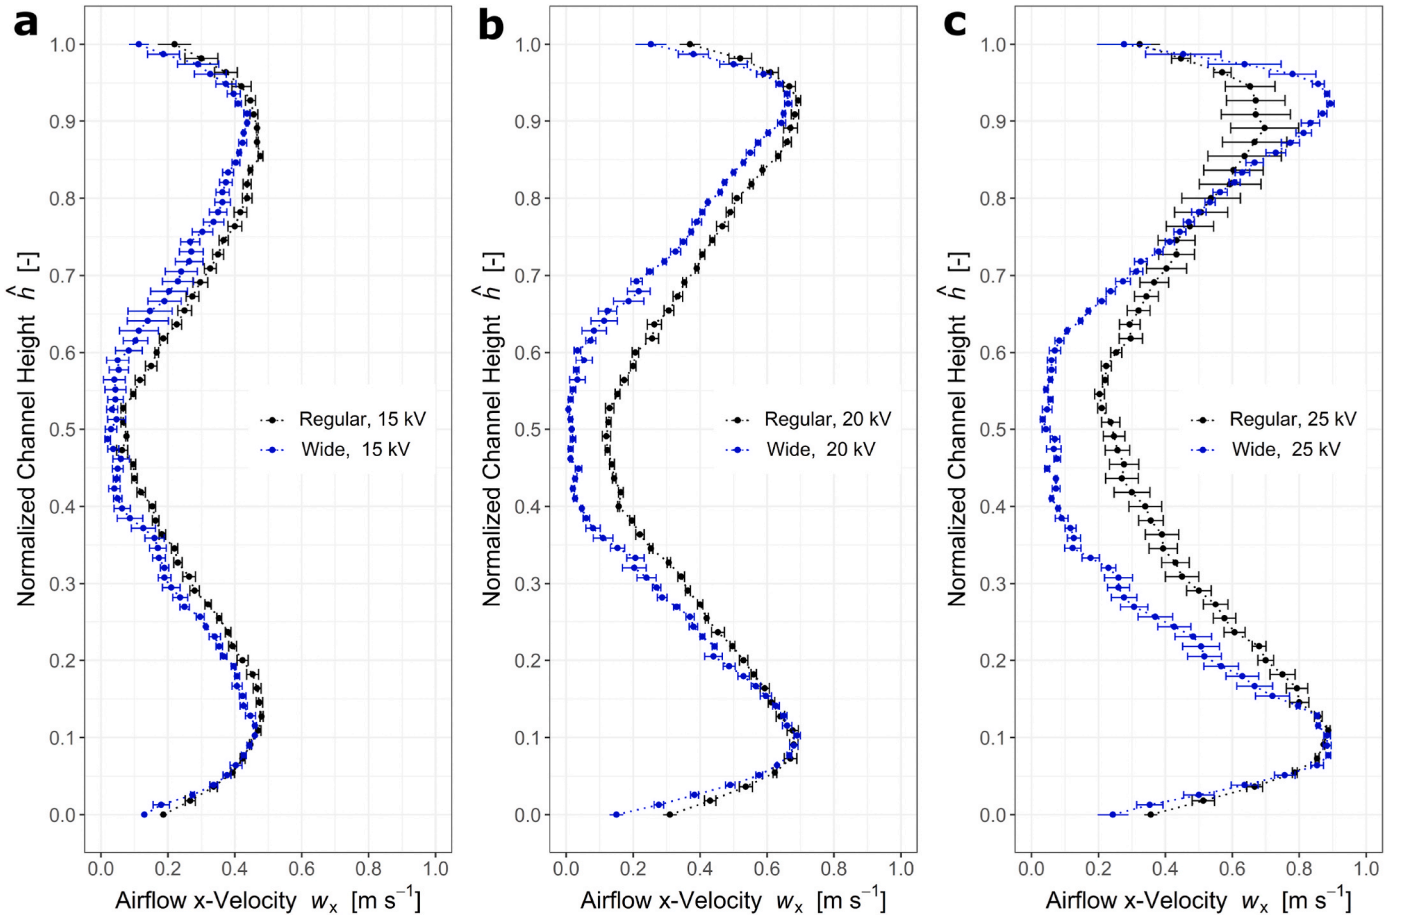 a
1.0
0.9
0.8
0.7
0.6
0.5
0.4
0.3
0.2
0.1
0.0
Normalized Channel Height ĥ [-]
Regular, 15 kV
Wide, 15 kV
0.0 0.2 0.4 0.6 0.8 1.0
Airflow x-Velocity wₓ [m s⁻¹]
b
1.0
0.9
0.8
0.7
0.6
0.5
0.4
0.3
0.2
0.1
0.0
Normalized Channel Height ĥ [-]
Regular, 20 kV
Wide, 20 kV
0.0 0.2 0.4 0.6 0.8 1.0
Airflow x-Velocity wₓ [m s⁻¹]
c
1.0
0.9
0.8
0.7
0.6
0.5
0.4
0.3
0.2
0.1
0.0
Normalized Channel Height ĥ [-]
Regular, 25 kV
Wide, 25 kV
0.0 0.2 0.4 0.6 0.8 1.0
Airflow x-Velocity wₓ [m s⁻¹]